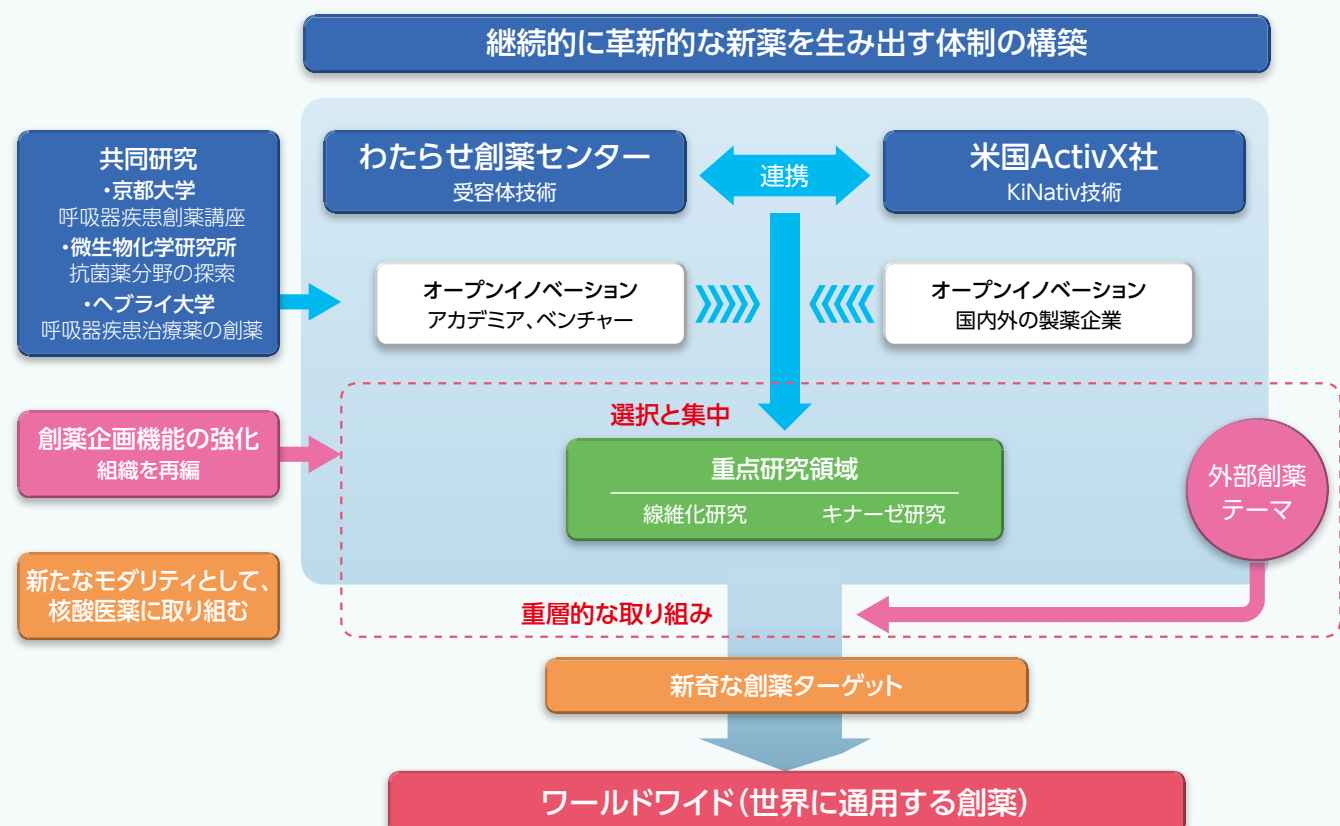 継続的に革新的な新薬を生み出す体制の構築
共同研究
・京都大学
呼吸器疾患創薬講座
・微生物化学研究所
抗菌薬分野の探索
・ヘブライ大学
呼吸器疾患治療薬の創薬
わたらせ創薬センター
受容体技術
連携
米国ActivX社
KiNativ技術
オープンイノベーション
アカデミア、ベンチャー
オープンイノベーション
国内外の製薬企業
創薬企画機能の強化
組織を再編
選択と集中
重点研究領域
線維化研究 キナーゼ研究
外部創薬
テーマ
新たなモダリティとして、
核酸医薬に取り組む
重層的な取り組み
新奇な創薬ターゲット
ワールドワイド（世界に通用する創薬）